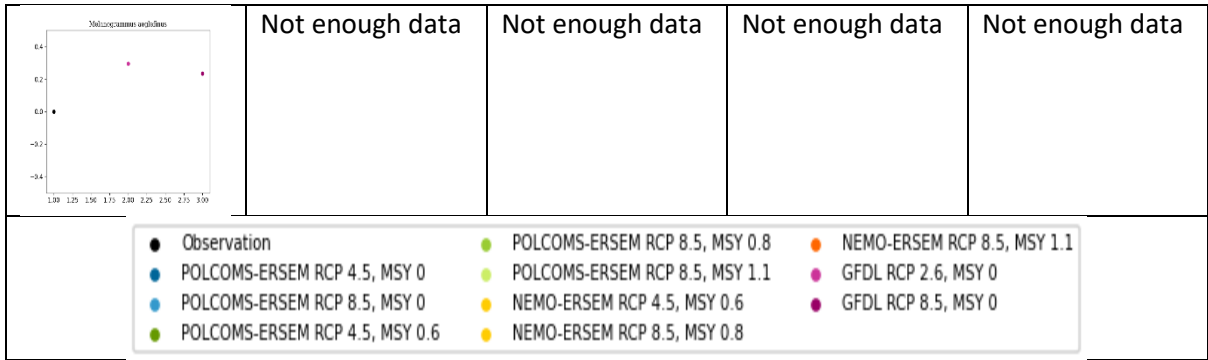 Melanogrammus aeglefinus
Not enough data
Not enough data
Not enough data
Not enough data
0.4
0.2
0.0
−0.2
−0.4
1.00 1.25 1.50 1.75 2.00 2.25 2.50 2.75 3.00
Observation
POLCOMS-ERSEM RCP 4.5, MSY 0
POLCOMS-ERSEM RCP 8.5, MSY 0
POLCOMS-ERSEM RCP 4.5, MSY 0.6
POLCOMS-ERSEM RCP 8.5, MSY 0.8
POLCOMS-ERSEM RCP 8.5, MSY 1.1
NEMO-ERSEM RCP 4.5, MSY 0.6
NEMO-ERSEM RCP 8.5, MSY 0.8
NEMO-ERSEM RCP 8.5, MSY 1.1
GFDL RCP 2.6, MSY 0
GFDL RCP 8.5, MSY 0